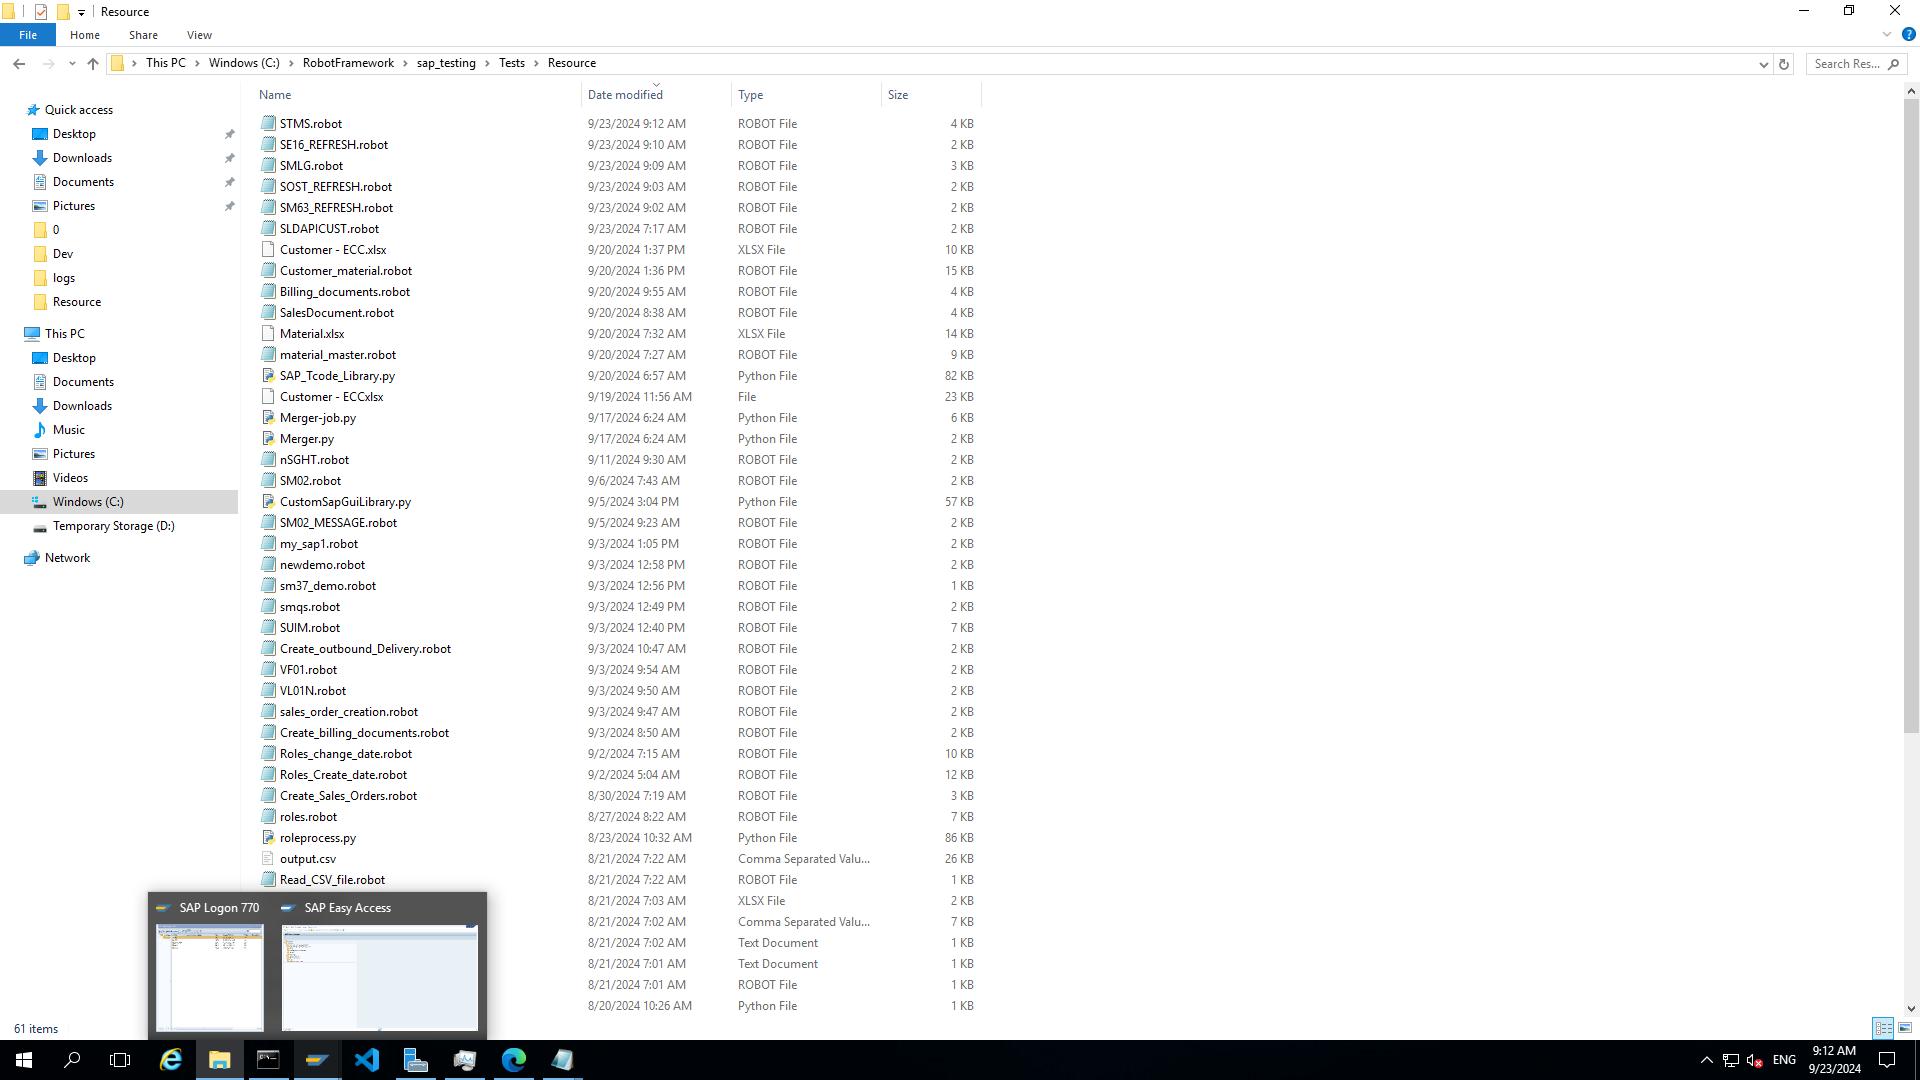 Resource
File Home Share View
This PC Windows (C:) RobotFramework sap_testing Tests Resource
Search Res...
Quick access
Desktop
Downloads
Documents
Pictures
0
Dev
logs
Resource
This PC
Desktop
Documents
Downloads
Music
Pictures
Videos
Windows (C:)
Temporary Storage (D:)
Network
Name Date modified Type Size
STMS.robot 9/23/2024 9:12 AM ROBOT File 4 KB
SE16_REFRESH.robot 9/23/2024 9:10 AM ROBOT File 2 KB
SMLG.robot 9/23/2024 9:09 AM ROBOT File 3 KB
SOST_REFRESH.robot 9/23/2024 9:03 AM ROBOT File 2 KB
SM63_REFRESH.robot 9/23/2024 9:02 AM ROBOT File 2 KB
SLDAPICUST.robot 9/23/2024 7:17 AM ROBOT File 2 KB
Customer - ECC.xlsx 9/20/2024 1:37 PM XLSX File 10 KB
Customer_material.robot 9/20/2024 1:36 PM ROBOT File 15 KB
Billing_documents.robot 9/20/2024 9:55 AM ROBOT File 4 KB
SalesDocument.robot 9/20/2024 8:38 AM ROBOT File 4 KB
Material.xlsx 9/20/2024 7:32 AM XLSX File 14 KB
material_master.robot 9/20/2024 7:27 AM ROBOT File 9 KB
SAP_Tcode_Library.py 9/20/2024 6:57 AM Python File 82 KB
Customer - ECCxlsx 9/19/2024 11:56 AM File 23 KB
Merger-job.py 9/17/2024 6:24 AM Python File 6 KB
Merger.py 9/17/2024 6:24 AM Python File 2 KB
nSGHT.robot 9/11/2024 9:30 AM ROBOT File 2 KB
SM02.robot 9/6/2024 7:43 AM ROBOT File 2 KB
CustomSapGuiLibrary.py 9/5/2024 3:04 PM Python File 57 KB
SM02_MESSAGE.robot 9/5/2024 9:23 AM ROBOT File 2 KB
my_sap1.robot 9/3/2024 1:05 PM ROBOT File 2 KB
newdemo.robot 9/3/2024 12:58 PM ROBOT File 2 KB
sm37_demo.robot 9/3/2024 12:56 PM ROBOT File 1 KB
smqs.robot 9/3/2024 12:49 PM ROBOT File 2 KB
SUIM.robot 9/3/2024 12:40 PM ROBOT File 7 KB
Create_outbound_Delivery.robot 9/3/2024 10:47 AM ROBOT File 2 KB
VF01.robot 9/3/2024 9:54 AM ROBOT File 2 KB
VL01N.robot 9/3/2024 9:50 AM ROBOT File 2 KB
sales_order_creation.robot 9/3/2024 9:47 AM ROBOT File 2 KB
Create_billing_documents.robot 9/3/2024 8:50 AM ROBOT File 2 KB
Roles_change_date.robot 9/2/2024 7:15 AM ROBOT File 10 KB
Roles_Create_date.robot 9/2/2024 5:04 AM ROBOT File 12 KB
Create_Sales_Orders.robot 8/30/2024 7:19 AM ROBOT File 3 KB
roles.robot 8/27/2024 8:22 AM ROBOT File 7 KB
roleprocess.py 8/23/2024 10:32 AM Python File 86 KB
output.csv 8/21/2024 7:22 AM Comma Separated Valu... 26 KB
Read_CSV_file.robot 8/21/2024 7:22 AM ROBOT File 1 KB
8/21/2024 7:03 AM XLSX File 2 KB
8/21/2024 7:02 AM Comma Separated Valu... 7 KB
8/21/2024 7:02 AM Text Document 1 KB
8/21/2024 7:01 AM Text Document 1 KB
8/21/2024 7:01 AM ROBOT File 1 KB
8/20/2024 10:26 AM Python File 1 KB
SAP Logon 770 SAP Easy Access
61 items
ENG
9:12 AM
9/23/2024